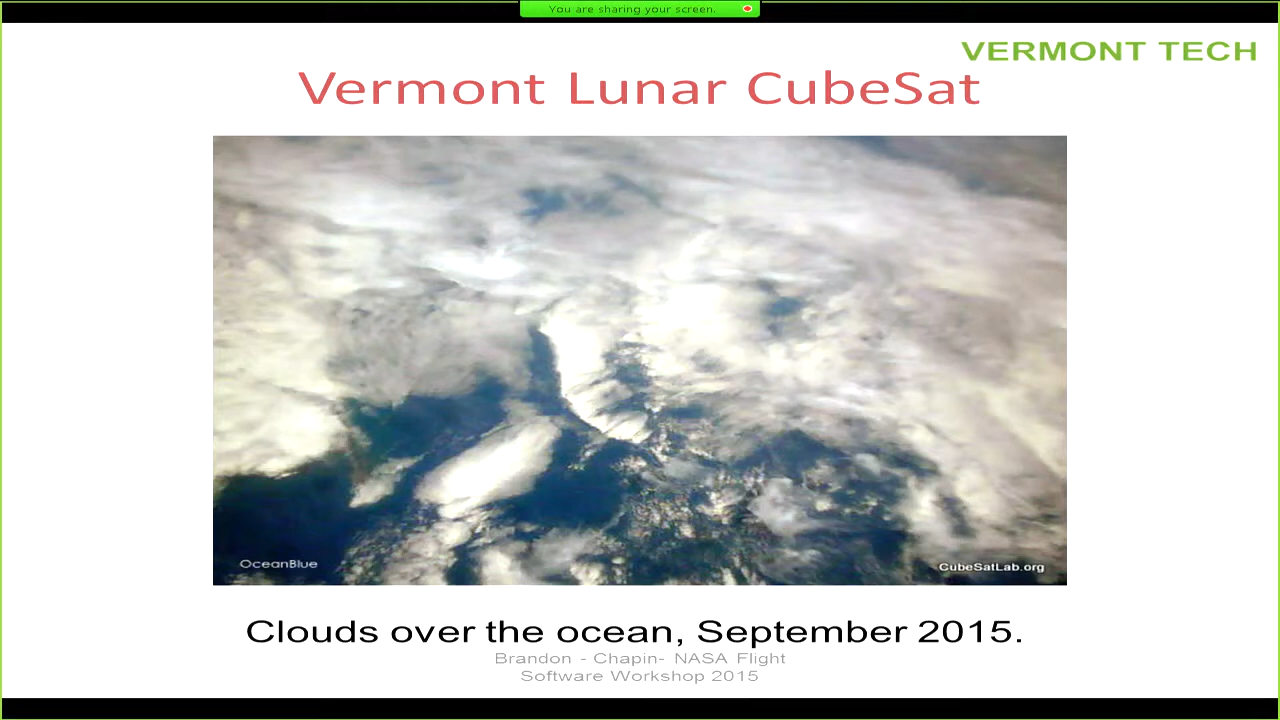 You are sharing your screen.
VERMONT TECH
Vermont Lunar CubeSat
OceanBlue
CubeSatLab.org
Clouds over the ocean, September 2015.
Brandon - Chapin- NASA Flight
Software Workshop 2015